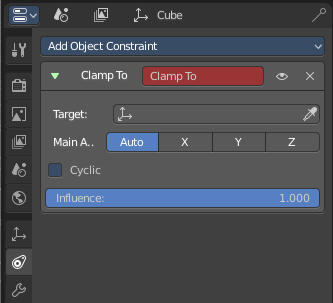 Cube
Add Object Constraint
Clamp To Clamp To
Target:
Main A.. Auto X Y Z
Cyclic
Influence: 1.000